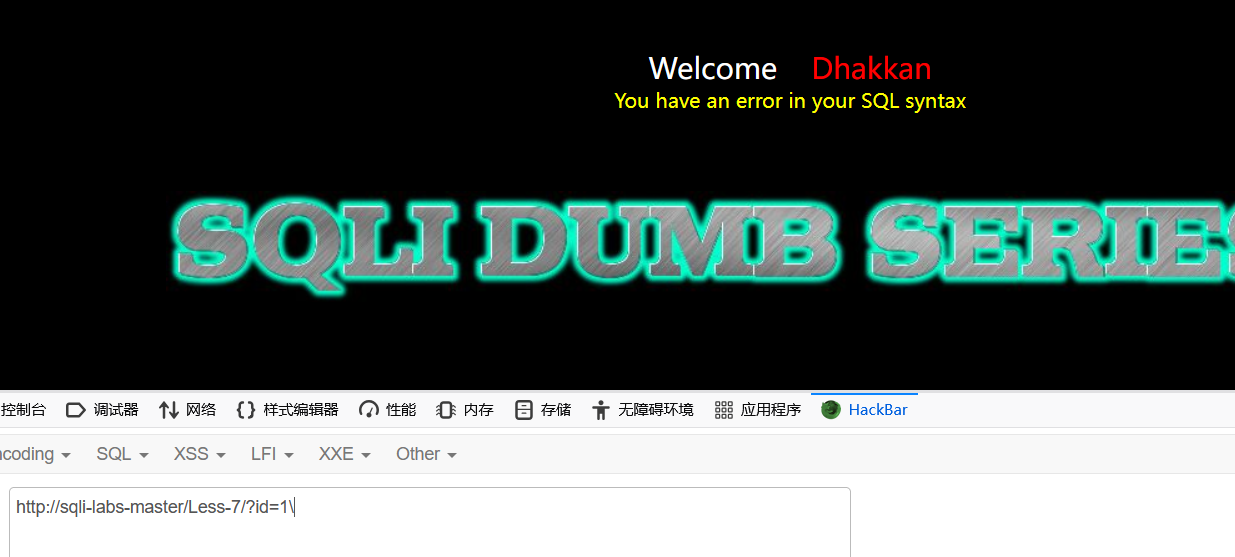 Welcome Dhakkan
You have an error in your SQL syntax
SQLI DUMB SERIES
控制台 调试器 网络 样式编辑器 性能 内存 存储 无障碍环境 应用程序 HackBar
ncoding SQL XSS LFI XXE Other
http://sqli-labs-master/Less-7/?id=1\